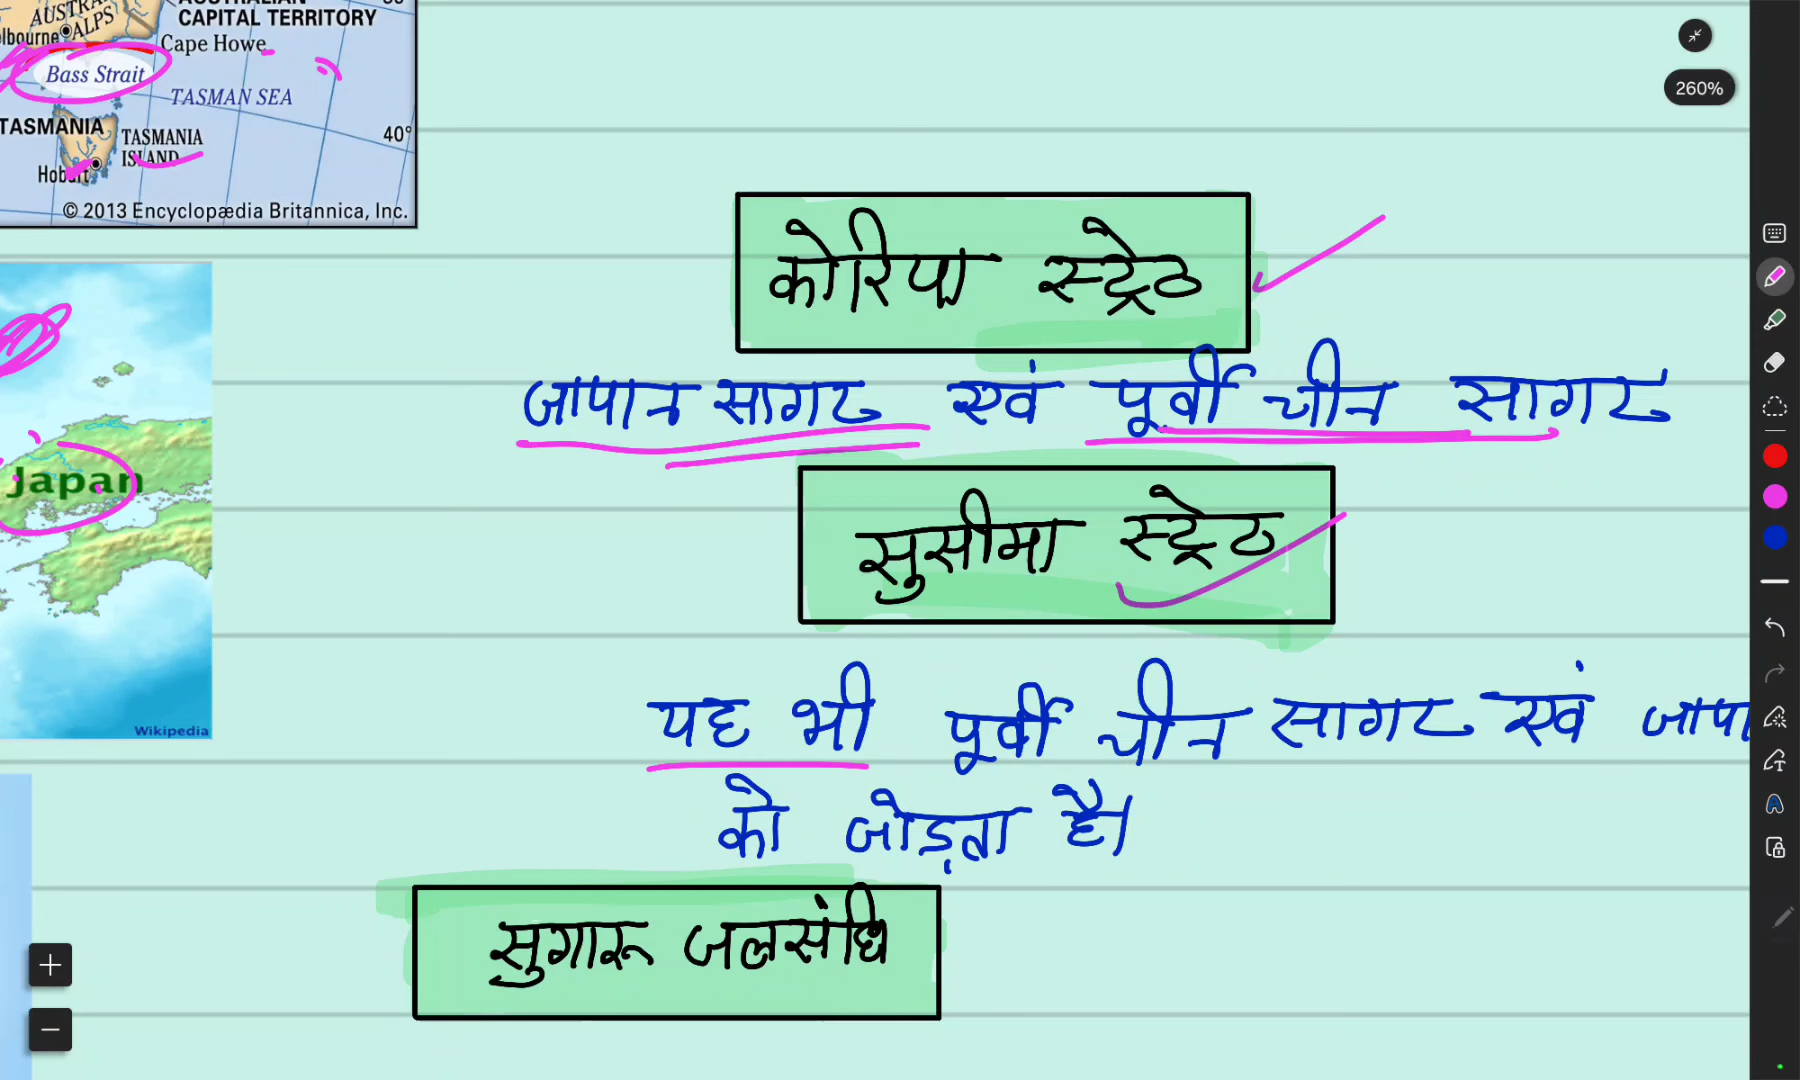 AUSTRALIAN
CAPITAL TERRITORY
ALPS
Cape Howe
Bass Strait
TASMAN SEA
TASMANIA
TASMANIA
ISLAND
40°
Hobart
© 2013 Encyclopædia Britannica, Inc.
260%
कोरिया स्ट्रेट
जापान सागर एवं पूर्वी चीन सागर
Japan
सुसीमा स्ट्रेट
यह भी पूर्वी चीन सागर एवं जापा
Wikipedia
को जोड़ता है।
सुगारू जलसंधि